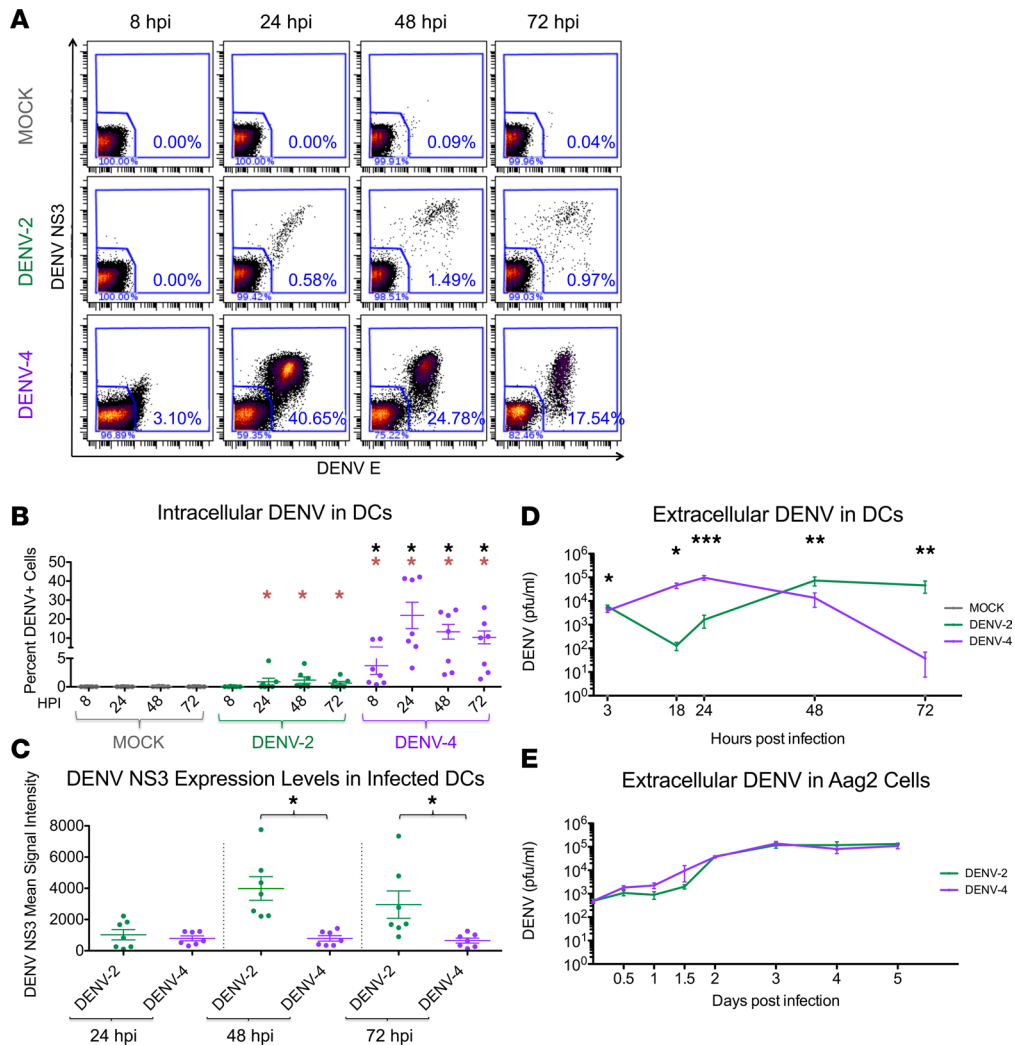 A
8 hpi 24 hpi 48 hpi 72 hpi
MOCK
0.00% 0.00% 0.09% 0.04%
100.00% 100.00% 99.91% 99.96%
DENV NS3
DENV-2
0.00% 0.58% 1.49% 0.97%
100.00% 99.42% 98.51% 99.03%
DENV-4
3.10% 40.65% 24.78% 17.54%
96.89% 59.35% 75.22% 82.46%
DENV E
B
Intracellular DENV in DCs
* * * *
* * * * * * *
Percent DENV+ Cells
50
40
30
20
10
5
0
HPI 8 24 48 72 8 24 48 72 8 24 48 72
MOCK DENV-2 DENV-4
C
DENV NS3 Expression Levels in Infected DCs
* *
DENV NS3 Mean Signal Intensity
8000
6000
4000
2000
0
DENV-2 DENV-4 DENV-2 DENV-4 DENV-2 DENV-4
24 hpi 48 hpi 72 hpi
D
Extracellular DENV in DCs
* * *** ** **
DENV (pfu/ml)
10⁶
10⁵
10⁴
10³
10²
10¹
10⁰
3 18 24 48 72
Hours post infection
MOCK
DENV-2
DENV-4
E
Extracellular DENV in Aag2 Cells
DENV (pfu/ml)
10⁶
10⁵
10⁴
10³
10²
10¹
10⁰
0.5 1 1.5 2 3 4 5
Days post infection
DENV-2
DENV-4